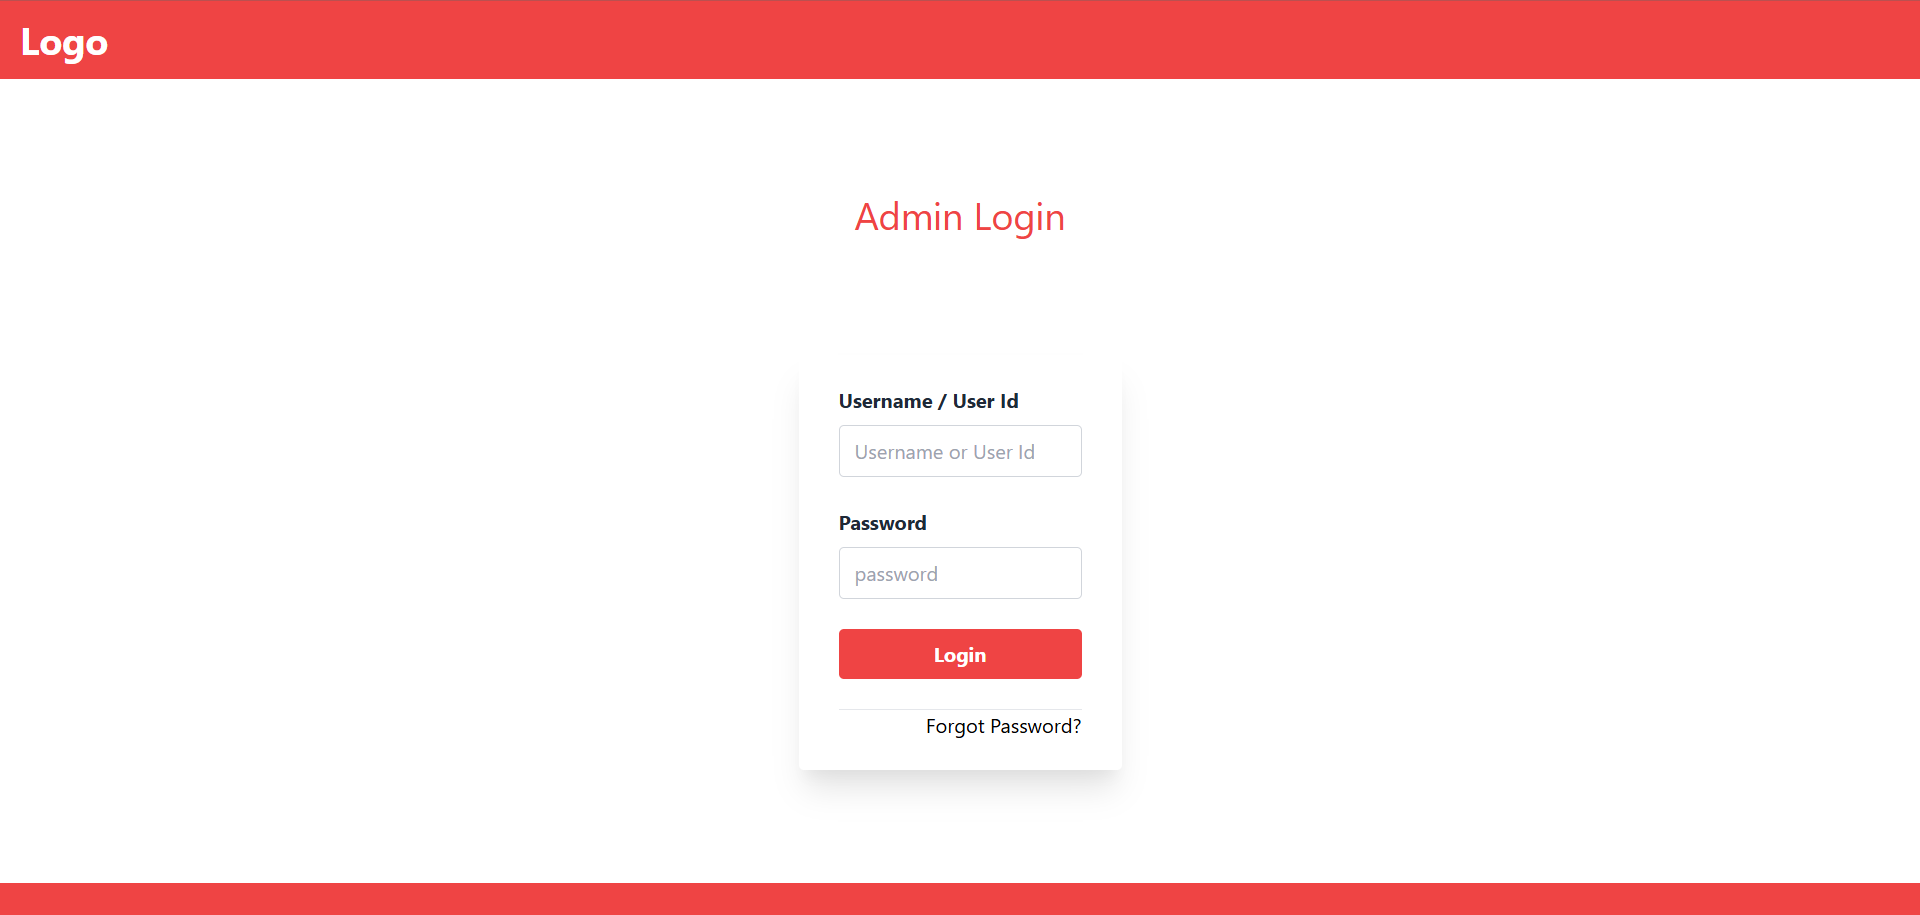 Logo
Admin Login
Username / User Id
Username or User Id
Password
password
Login
Forgot Password?